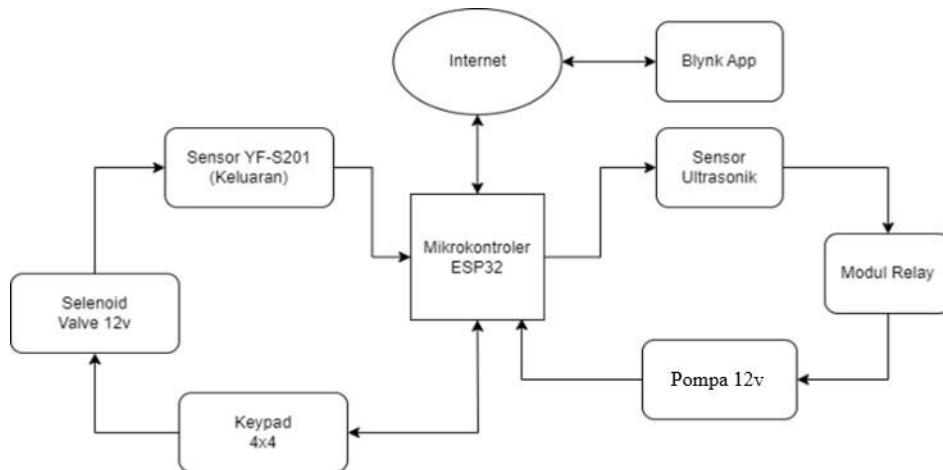 Internet
Blynk App
Sensor YF-S201
(Keluaran)
Sensor
Ultrasonik
Mikrokontroler
ESP32
Modul Relay
Selenoid
Valve 12v
Pompa 12v
Keypad
4x4